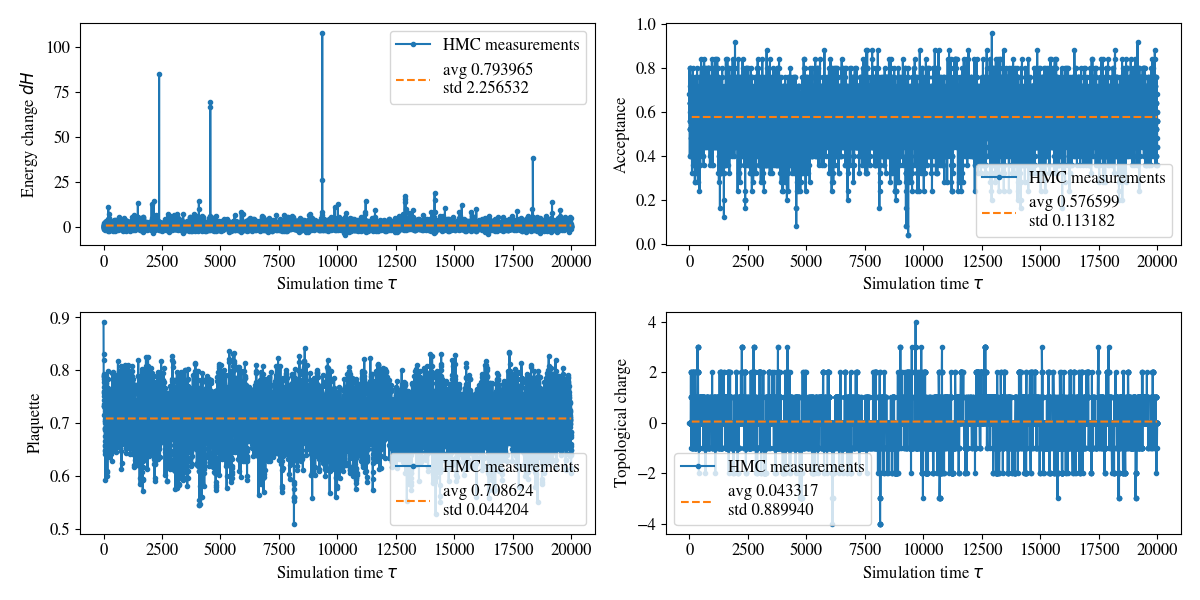 Energy change dH
100
75
50
25
0
HMC measurements
avg 0.793965
std 2.256532
0 2500 5000 7500 10000 12500 15000 17500 20000
Simulation time τ
Acceptance
1.0
0.8
0.6
0.4
0.2
0.0
HMC measurements
avg 0.576599
std 0.113182
0 2500 5000 7500 10000 12500 15000 17500 20000
Simulation time τ
Plaquette
0.9
0.8
0.7
0.6
0.5
HMC measurements
avg 0.708624
std 0.044204
0 2500 5000 7500 10000 12500 15000 17500 20000
Simulation time τ
Topological charge
4
2
0
−2
−4
HMC measurements
avg 0.043317
std 0.889940
0 2500 5000 7500 10000 12500 15000 17500 20000
Simulation time τ